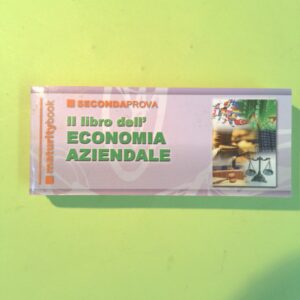 maturitybook
SECONDAPROVA
Il libro dell'
ECONOMIA
AZIENDALE